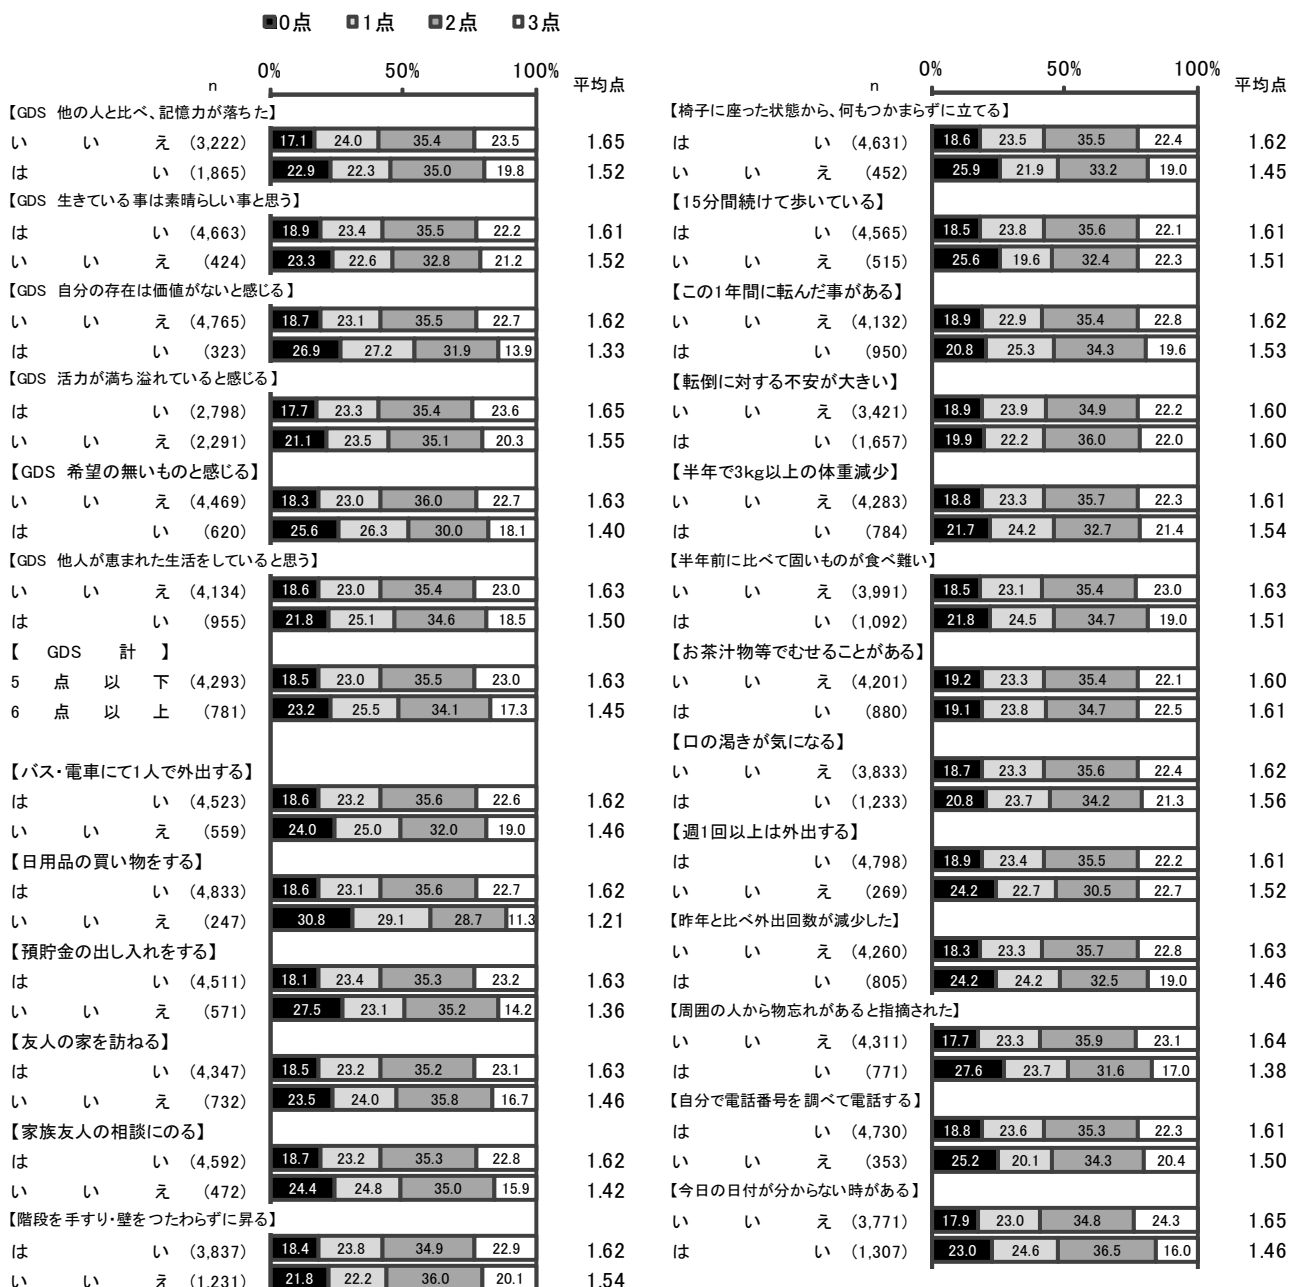 ■0点 □1点 ■2点 □3点
n 0% 50% 100% 平均点
【GDS 他の人と比べ、記憶力が落ちた】
いいえ (3,222) 17.1 24.0 35.4 23.5 1.65
はい (1,865) 22.9 22.3 35.0 19.8 1.52
【GDS 生きている事は素晴らしい事と思う】
はい (4,663) 18.9 23.4 35.5 22.2 1.61
いいえ (424) 23.3 22.6 32.8 21.2 1.52
【GDS 自分の存在は価値がないと感じる】
いいえ (4,765) 18.7 23.1 35.5 22.7 1.62
はい (323) 26.9 27.2 31.9 13.9 1.33
【GDS 活力が満ち溢れていると感じる】
はい (2,798) 17.7 23.3 35.4 23.6 1.65
いいえ (2,291) 21.1 23.5 35.1 20.3 1.55
【GDS 希望の無いものと感じる】
いいえ (4,469) 18.3 23.0 36.0 22.7 1.63
はい (620) 25.6 26.3 30.0 18.1 1.40
【GDS 他人が恵まれた生活をしていると思う】
いいえ (4,134) 18.6 23.0 35.4 23.0 1.63
はい (955) 21.8 25.1 34.6 18.5 1.50
【 GDS 計 】
5点以下 (4,293) 18.5 23.0 35.5 23.0 1.63
6点以上 (781) 23.2 25.5 34.1 17.3 1.45
【バス・電車にて1人で外出する】
はい (4,523) 18.6 23.2 35.6 22.6 1.62
いいえ (559) 24.0 25.0 32.0 19.0 1.46
【日用品の買い物をする】
はい (4,833) 18.6 23.1 35.6 22.7 1.62
いいえ (247) 30.8 29.1 28.7 11.3 1.21
【預貯金の出し入れをする】
はい (4,511) 18.1 23.4 35.3 23.2 1.63
いいえ (571) 27.5 23.1 35.2 14.2 1.36
【友人の家を訪ねる】
はい (4,347) 18.5 23.2 35.2 23.1 1.63
いいえ (732) 23.5 24.0 35.8 16.7 1.46
【家族友人の相談にのる】
はい (4,592) 18.7 23.2 35.3 22.8 1.62
いいえ (472) 24.4 24.8 35.0 15.9 1.42
【階段を手すり・壁をつたわらずに昇る】
はい (3,837) 18.4 23.8 34.9 22.9 1.62
いいえ (1,231) 21.8 22.2 36.0 20.1 1.54
n 0% 50% 100% 平均点
【椅子に座った状態から、何もつかまらずに立てる】
はい (4,631) 18.6 23.5 35.5 22.4 1.62
いいえ (452) 25.9 21.9 33.2 19.0 1.45
【15分間続けて歩いている】
はい (4,565) 18.5 23.8 35.6 22.1 1.61
いいえ (515) 25.6 19.6 32.4 22.3 1.51
【この1年間に転んだ事がある】
いいえ (4,132) 18.9 22.9 35.4 22.8 1.62
はい (950) 20.8 25.3 34.3 19.6 1.53
【転倒に対する不安が大きい】
いいえ (3,421) 18.9 23.9 34.9 22.2 1.60
はい (1,657) 19.9 22.2 36.0 22.0 1.60
【半年で3kg以上の体重減少】
いいえ (4,283) 18.8 23.3 35.7 22.3 1.61
はい (784) 21.7 24.2 32.7 21.4 1.54
【半年前に比べて固いものが食べ難い】
いいえ (3,991) 18.5 23.1 35.4 23.0 1.63
はい (1,092) 21.8 24.5 34.7 19.0 1.51
【お茶汁物等でむせることがある】
いいえ (4,201) 19.2 23.3 35.4 22.1 1.60
はい (880) 19.1 23.8 34.7 22.5 1.61
【口の渇きが気になる】
いいえ (3,833) 18.7 23.3 35.6 22.4 1.62
はい (1,233) 20.8 23.7 34.2 21.3 1.56
【週1回以上は外出する】
はい (4,798) 18.9 23.4 35.5 22.2 1.61
いいえ (269) 24.2 22.7 30.5 22.7 1.52
【昨年と比べ外出回数が減少した】
いいえ (4,260) 18.3 23.3 35.7 22.8 1.63
はい (805) 24.2 24.2 32.5 19.0 1.46
【周囲の人から物忘れがあると指摘された】
いいえ (4,311) 17.7 23.3 35.9 23.1 1.64
はい (771) 27.6 23.7 31.6 17.0 1.38
【自分で電話番号を調べて電話する】
はい (4,730) 18.8 23.6 35.3 22.3 1.61
いいえ (353) 25.2 20.1 34.3 20.4 1.50
【今日の日付が分からない時がある】
いいえ (3,771) 17.9 23.0 34.8 24.3 1.65
はい (1,307) 23.0 24.6 36.5 16.0 1.46